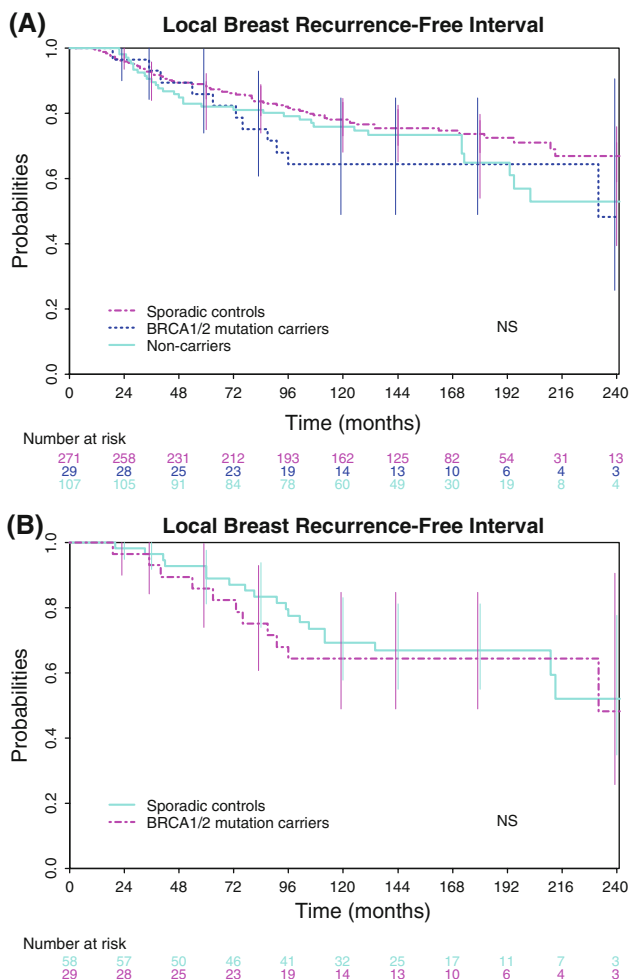 (A)
Local Breast Recurrence-Free Interval
Probabilities
1.0
0.8
0.6
0.4
0.2
0.0
Sporadic controls
BRCA1/2 mutation carriers
Non-carriers
NS
0 24 48 72 96 120 144 168 192 216 240
Time (months)
Number at risk
271 258 231 212 193 162 125 82 54 31 13
29 28 25 23 19 14 13 10 6 4 3
107 105 91 84 78 60 49 30 19 8 4
(B)
Local Breast Recurrence-Free Interval
Probabilities
1.0
0.8
0.6
0.4
0.2
0.0
Sporadic controls
BRCA1/2 mutation carriers
NS
0 24 48 72 96 120 144 168 192 216 240
Time (months)
Number at risk
58 57 50 46 41 32 25 17 11 7 3
29 28 25 23 19 14 13 10 6 4 3